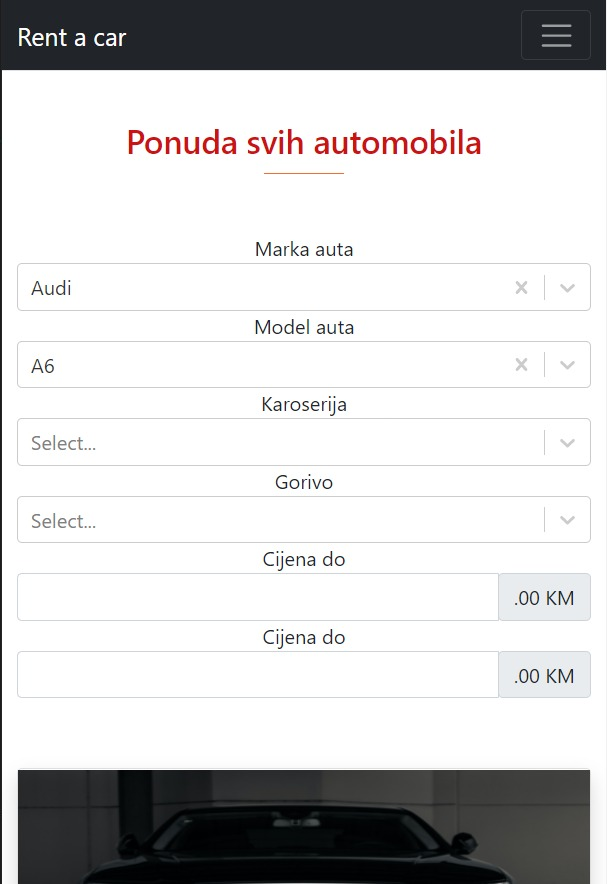 Rent a car
Ponuda svih automobila
Marka auta
Audi
Model auta
A6
Karoserija
Select...
Gorivo
Select...
Cijena do
.00 KM
Cijena do
.00 KM